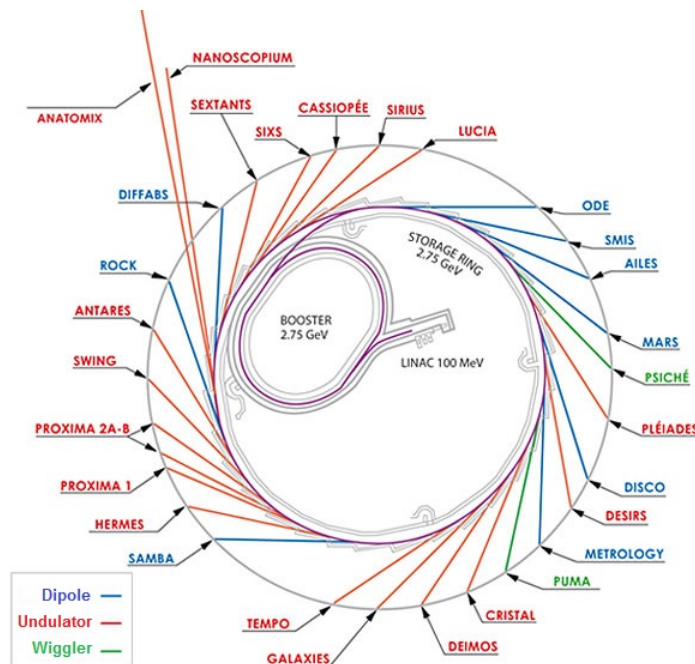 NANOSCOPIUM
ANATOMIX
SEXTANTS
SIXS
CASSIOPÉE
SIRIUS
LUCIA
DIFFABS
ODE
ROCK
SMIS
ANTARES
AILES
SWING
MARS
PROXIMA 2A-B
PSICHÉ
PROXIMA 1
PLÉIADES
HERMES
DISCO
SAMBA
DESIRS
METROLOGY
PUMA
CRISTAL
DEIMOS
GALAXIES
TEMPO
STORAGE RING
2.75 GeV
BOOSTER
2.75 GeV
LINAC 100 MeV
Dipole
Undulator
Wiggler